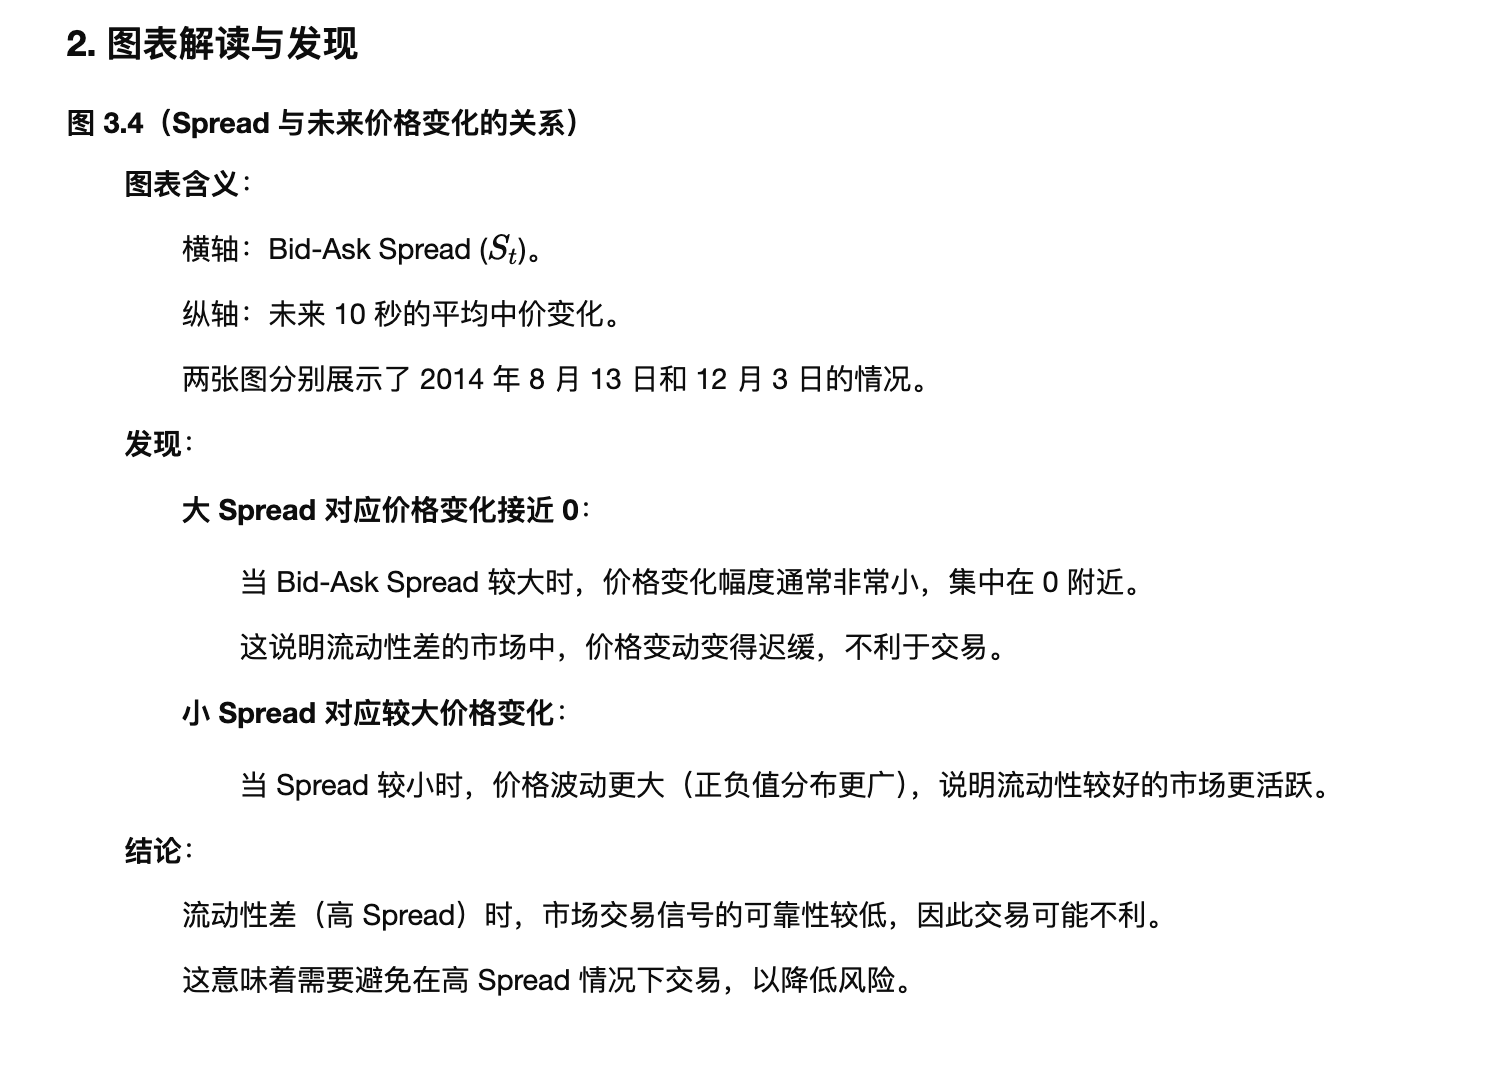 2. 图表解读与发现
图 3.4（Spread 与未来价格变化的关系）
图表含义：
横轴：Bid-Ask Spread (Sₜ)。
纵轴：未来 10 秒的平均中价变化。
两张图分别展示了 2014 年 8 月 13 日和 12 月 3 日的情况。
发现：
大 Spread 对应价格变化接近 0：
当 Bid-Ask Spread 较大时，价格变化幅度通常非常小，集中在 0 附近。
这说明流动性差的市场中，价格变动变得迟缓，不利于交易。
小 Spread 对应较大价格变化：
当 Spread 较小时，价格波动更大（正负值分布更广），说明流动性较好的市场更活跃。
结论：
流动性差（高 Spread）时，市场交易信号的可靠性较低，因此交易可能不利。
这意味着需要避免在高 Spread 情况下交易，以降低风险。